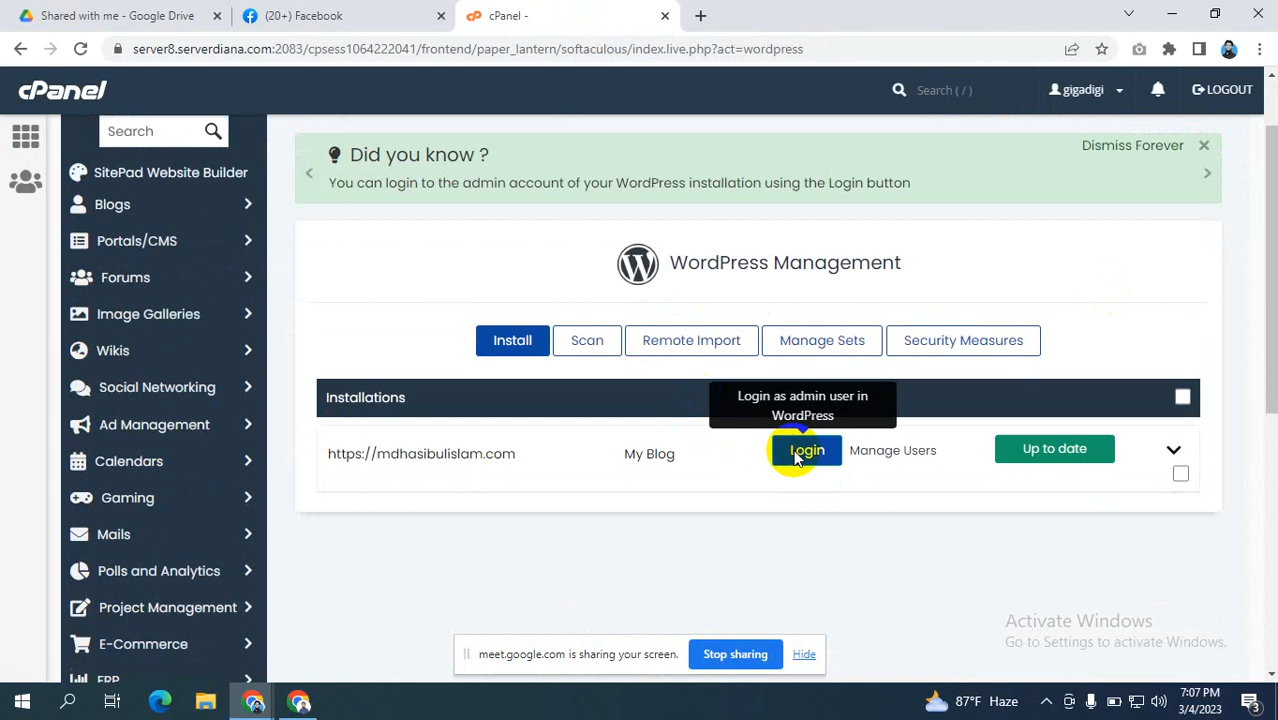 Shared with me - Google Drive
(20+) Facebook
cPanel -
server8.serverdiana.com:2083/cpsess1064222041/frontend/paper_lantern/softaculous/index.live.php?act=wordpress
cPanel
Search ( / )
gigadigi
LOGOUT
Search
SitePad Website Builder
Blogs
Portals/CMS
Forums
Image Galleries
Wikis
Social Networking
Ad Management
Calendars
Gaming
Mails
Polls and Analytics
Project Management
E-Commerce
ERP
Dismiss Forever
Did you know ?
You can login to the admin account of your WordPress installation using the Login button
WordPress Management
Install
Scan
Remote Import
Manage Sets
Security Measures
Installations
Login as admin user in
WordPress
https://mdhasibulislam.com
My Blog
Login
Manage Users
Up to date
Activate Windows
Go to Settings to activate Windows.
meet.google.com is sharing your screen.
Stop sharing
Hide
87°F Haze
7:07 PM
3/4/2023
3